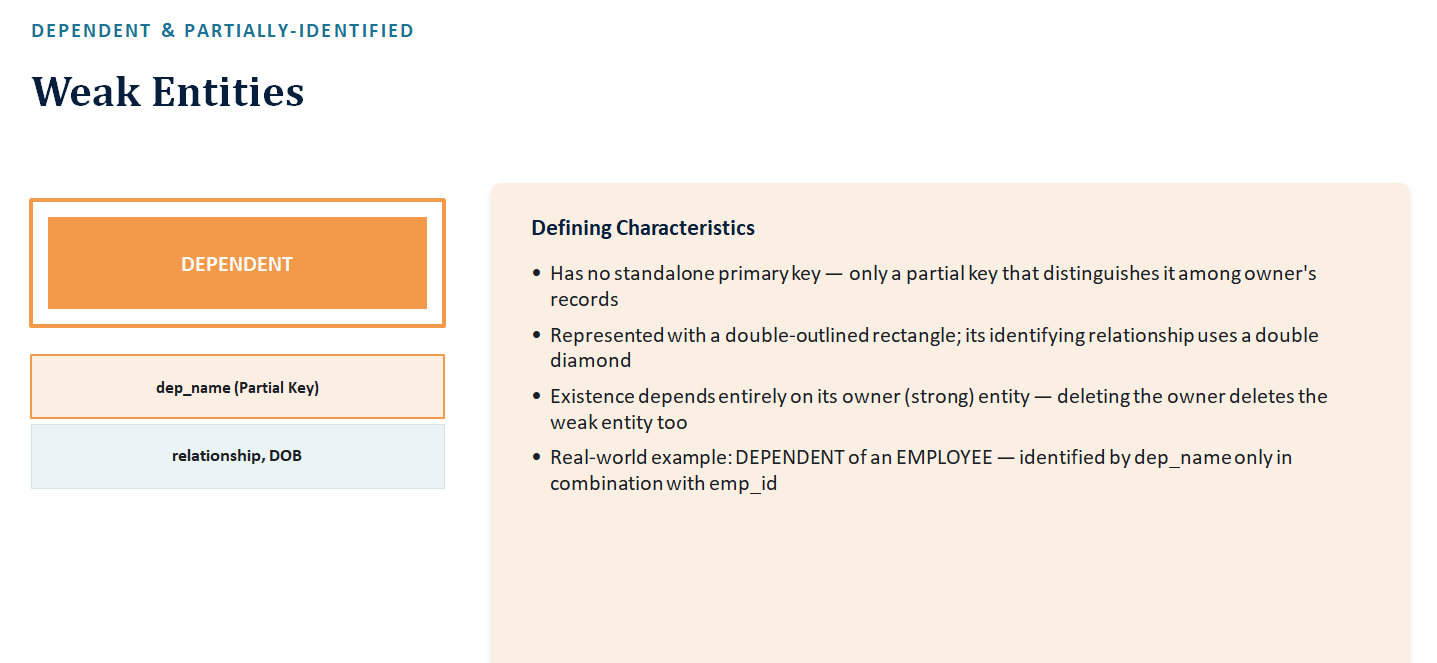 DEPENDENT & PARTIALLY-IDENTIFIED
Weak Entities
DEPENDENT
dep_name (Partial Key)
relationship, DOB
Defining Characteristics
• Has no standalone primary key — only a partial key that distinguishes it among owner's
records
• Represented with a double-outlined rectangle; its identifying relationship uses a double
diamond
• Existence depends entirely on its owner (strong) entity — deleting the owner deletes the
weak entity too
• Real-world example: DEPENDENT of an EMPLOYEE — identified by dep_name only in
combination with emp_id